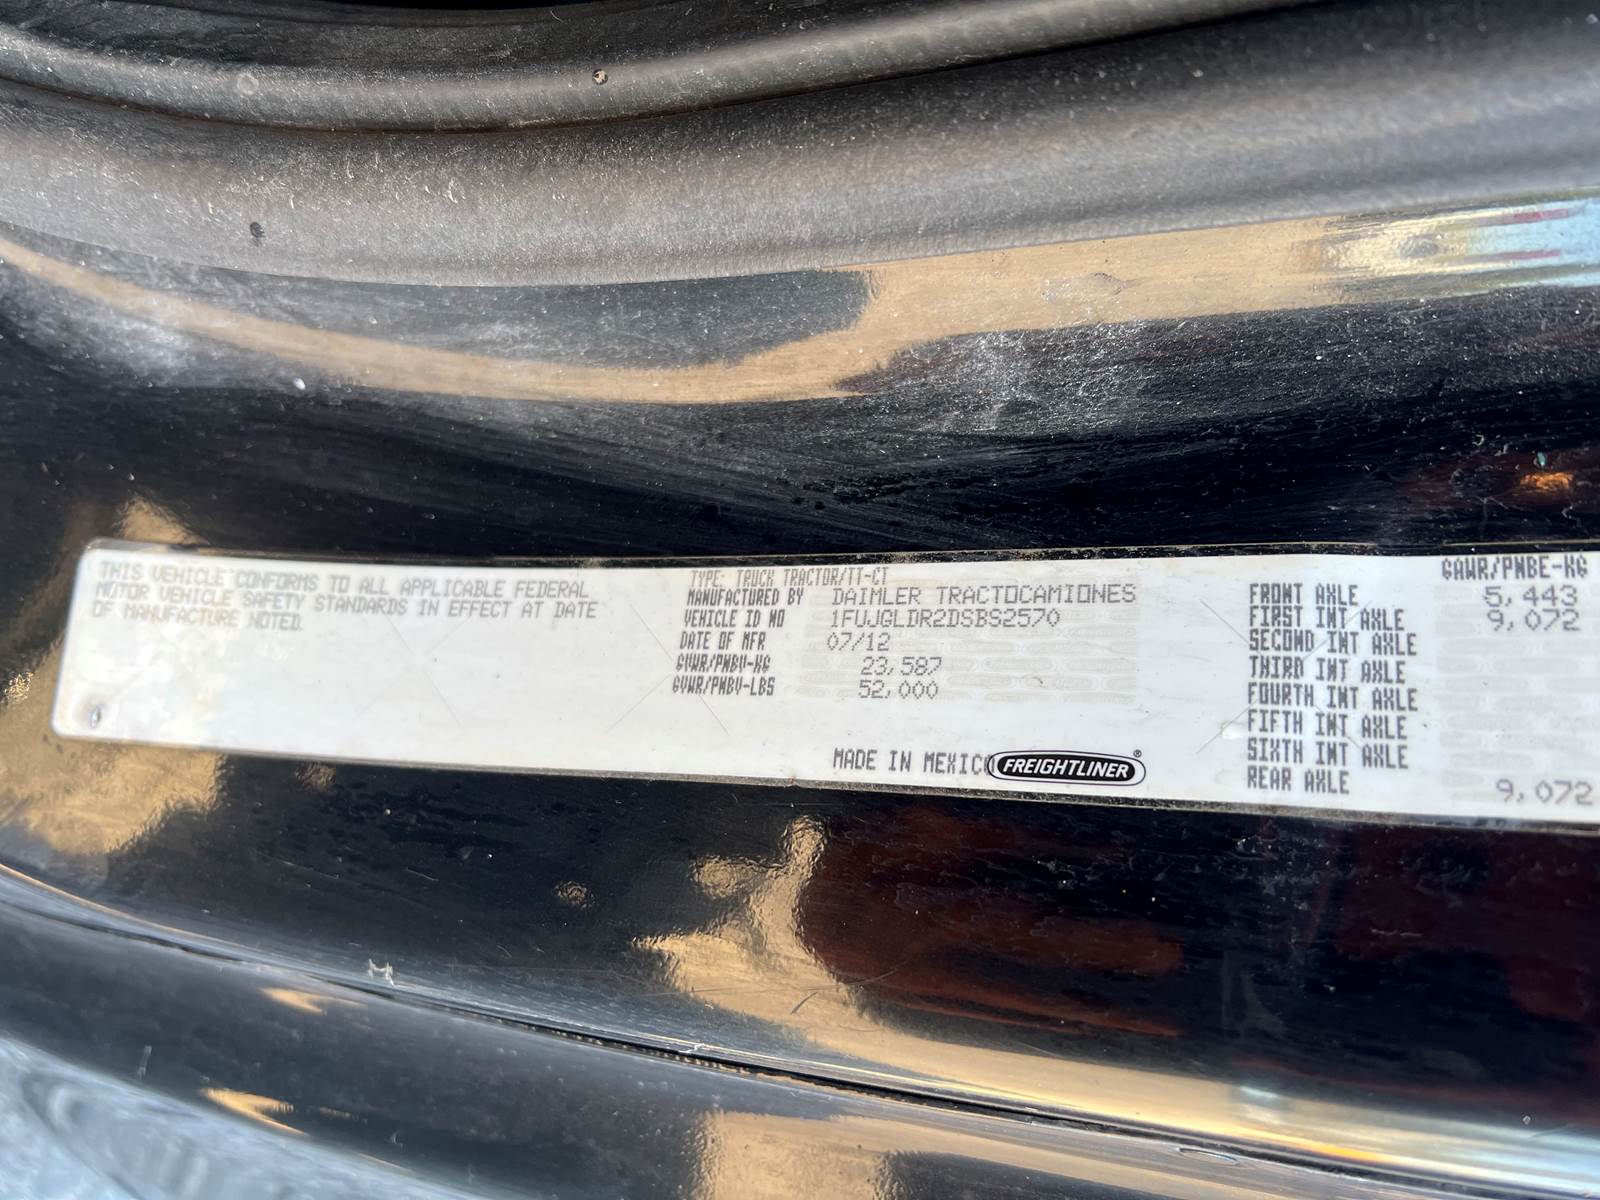 THIS VEHICLE CONFORMS TO ALL APPLICABLE FEDERAL
MOTOR VEHICLE SAFETY STANDARDS IN EFFECT AT DATE
OF MANUFACTURE NOTED.
TYPE: TRUCK TRACTOR/TT-CT
MANUFACTURED BY DAIMLER TRACTOCAMIONES
VEHICLE ID NO 1FUJGLDR2DSBS2570
DATE OF MFR 07/12
GVWR/PNBV-KG 23,587
GVWR/PNBV-LBS 52,000
MADE IN MEXICO FREIGHTLINER®
GAWR/PNBE-KG
FRONT AXLE 5,443
FIRST INT AXLE 9,072
SECOND INT AXLE
THIRD INT AXLE
FOURTH INT AXLE
FIFTH INT AXLE
SIXTH INT AXLE
REAR AXLE 9,072